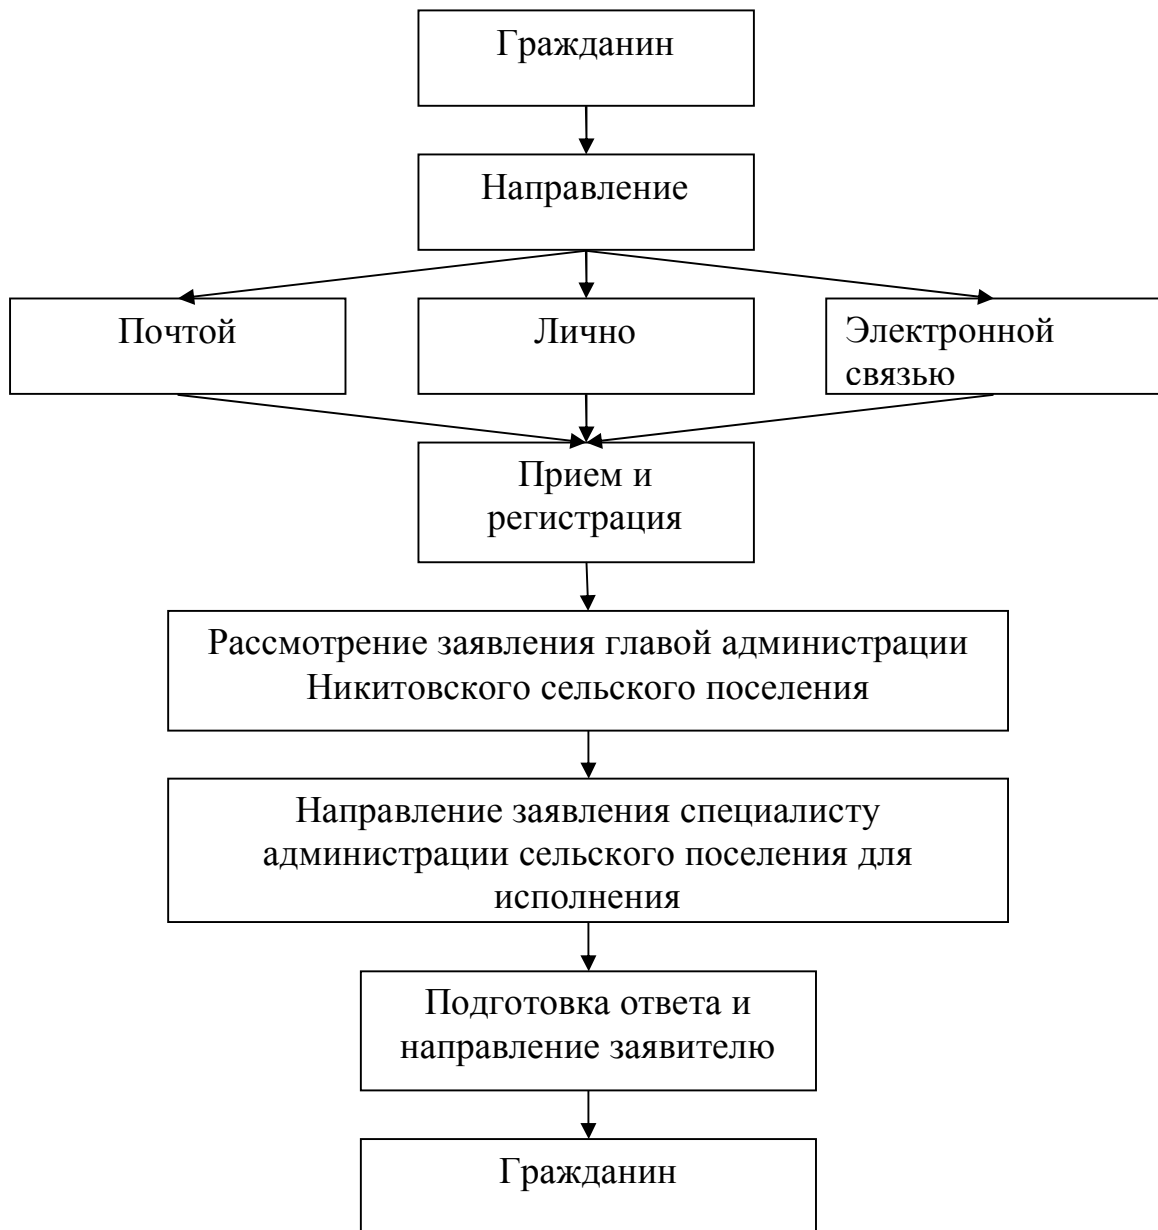 Гражданин
Направление
Почтой
Лично
Электронной
связью
Прием и
регистрация
Рассмотрение заявления главой администрации
Никитовского сельского поселения
Направление заявления специалисту
администрации сельского поселения для
исполнения
Подготовка ответа и
направление заявителю
Гражданин